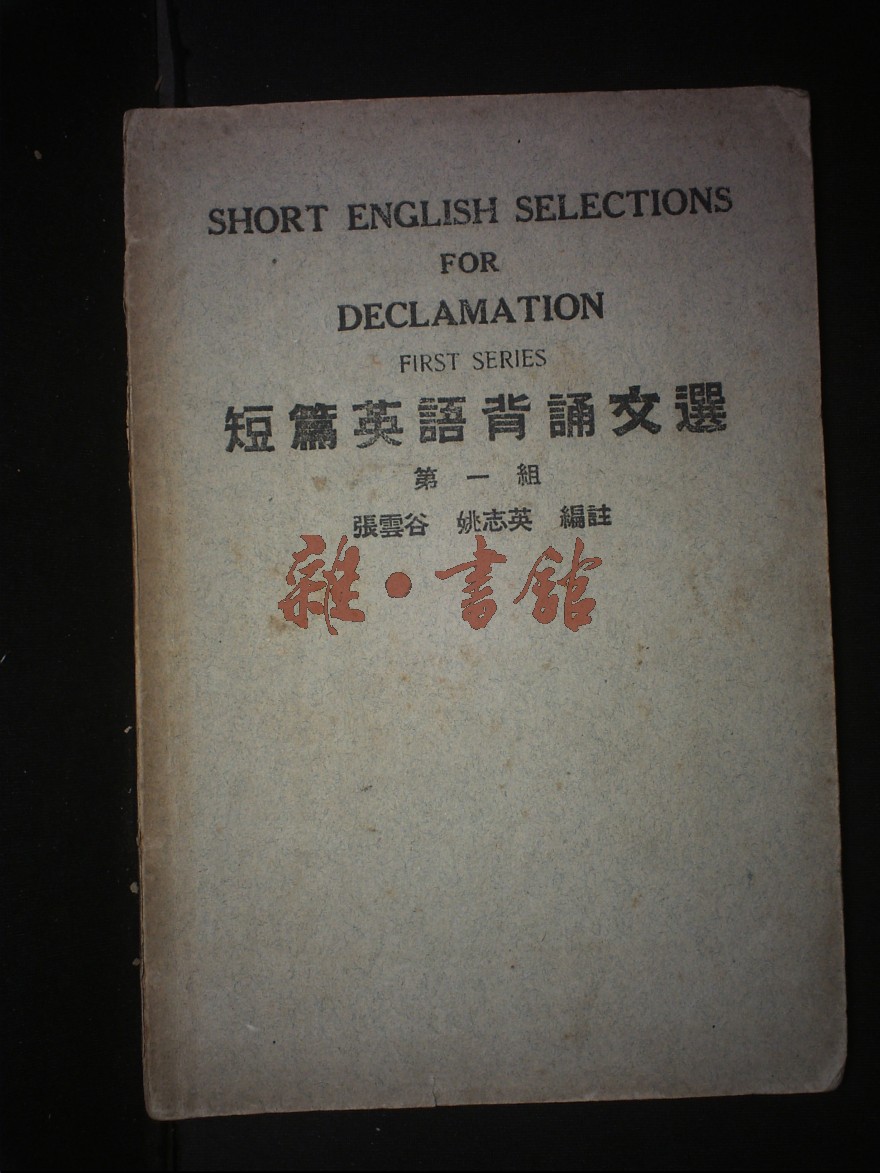 SHORT ENGLISH SELECTIONS
FOR
DECLAMATION
FIRST SERIES
短篇英語背誦文選
第一組
張雲谷 姚志英 編註
雜·書館